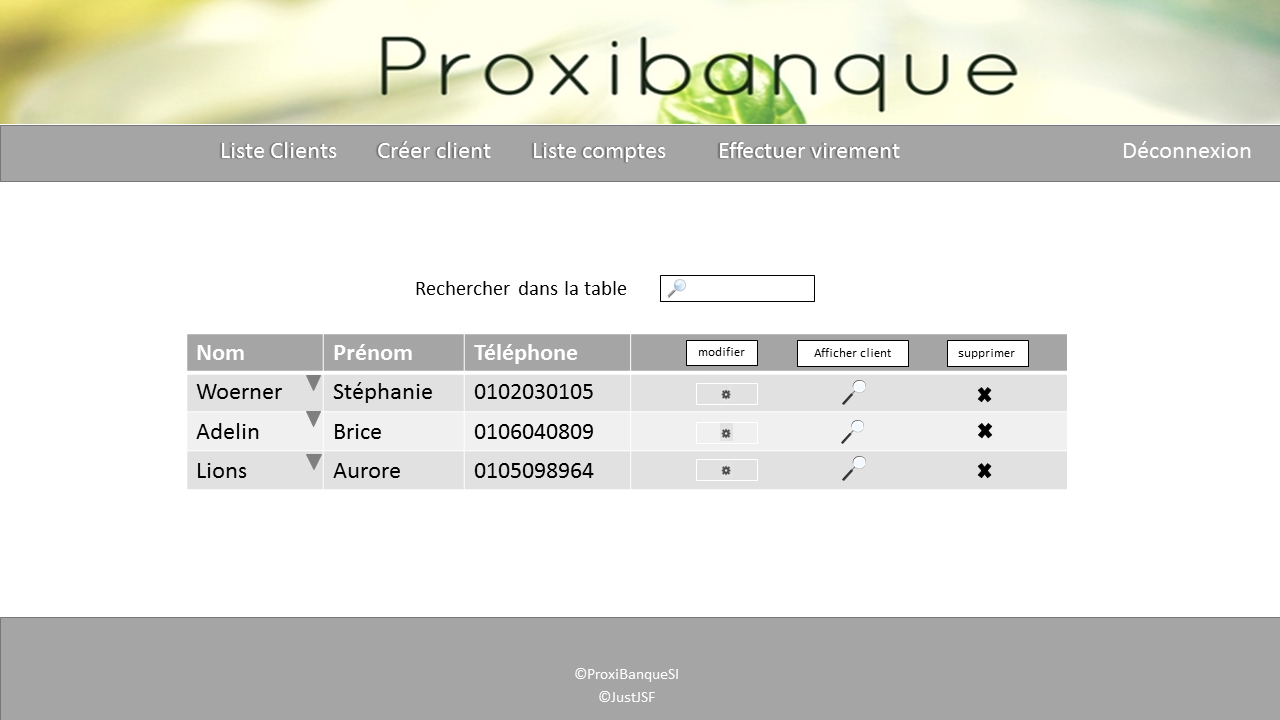 Proxibanque
Liste Clients Créer client Liste comptes Effectuer virement Déconnexion
Rechercher dans la table
Nom Prénom Téléphone modifier Afficher client supprimer
Woerner Stéphanie 0102030105
Adelin Brice 0106040809
Lions Aurore 0105098964
©ProxiBanqueSI
©JustJSF